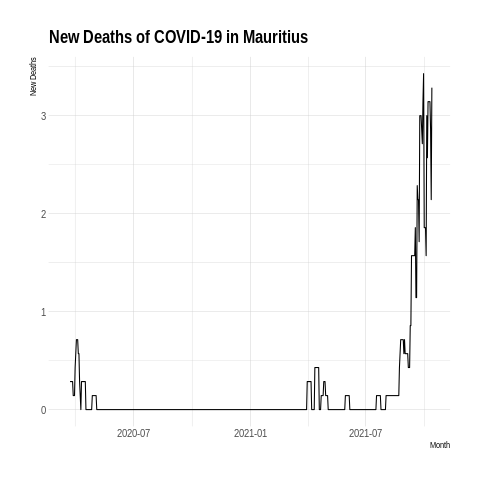 New Deaths of COVID-19 in Mauritius
New Deaths
3
2
1
0
2020-07
2021-01
2021-07
Month